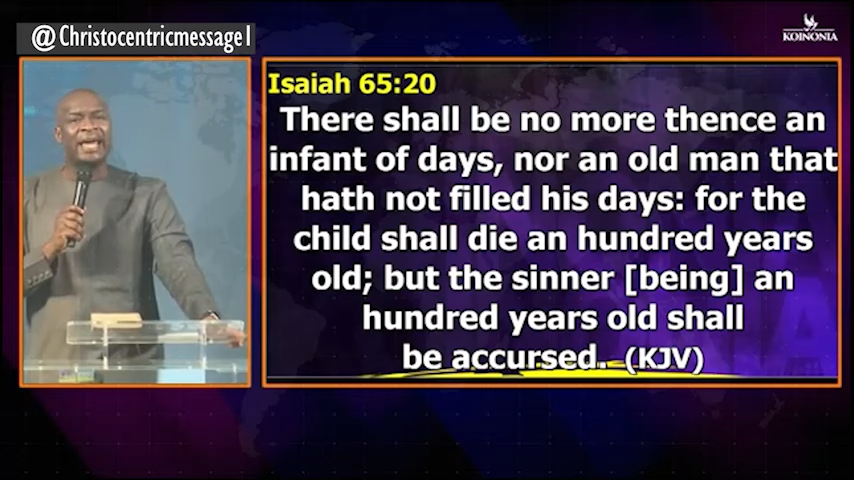 @Christocentricmessage1
KOINONIA
Isaiah 65:20
There shall be no more thence an
infant of days, nor an old man that
hath not filled his days: for the
child shall die an hundred years
old; but the sinner [being] an
hundred years old shall
be accursed. (KJV)